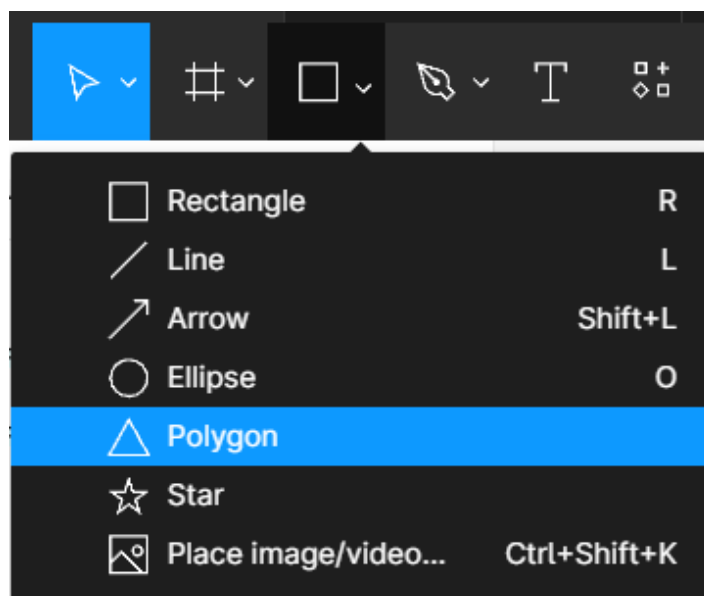 Rectangle R
Line L
Arrow Shift+L
Ellipse O
Polygon
Star
Place image/video... Ctrl+Shift+K